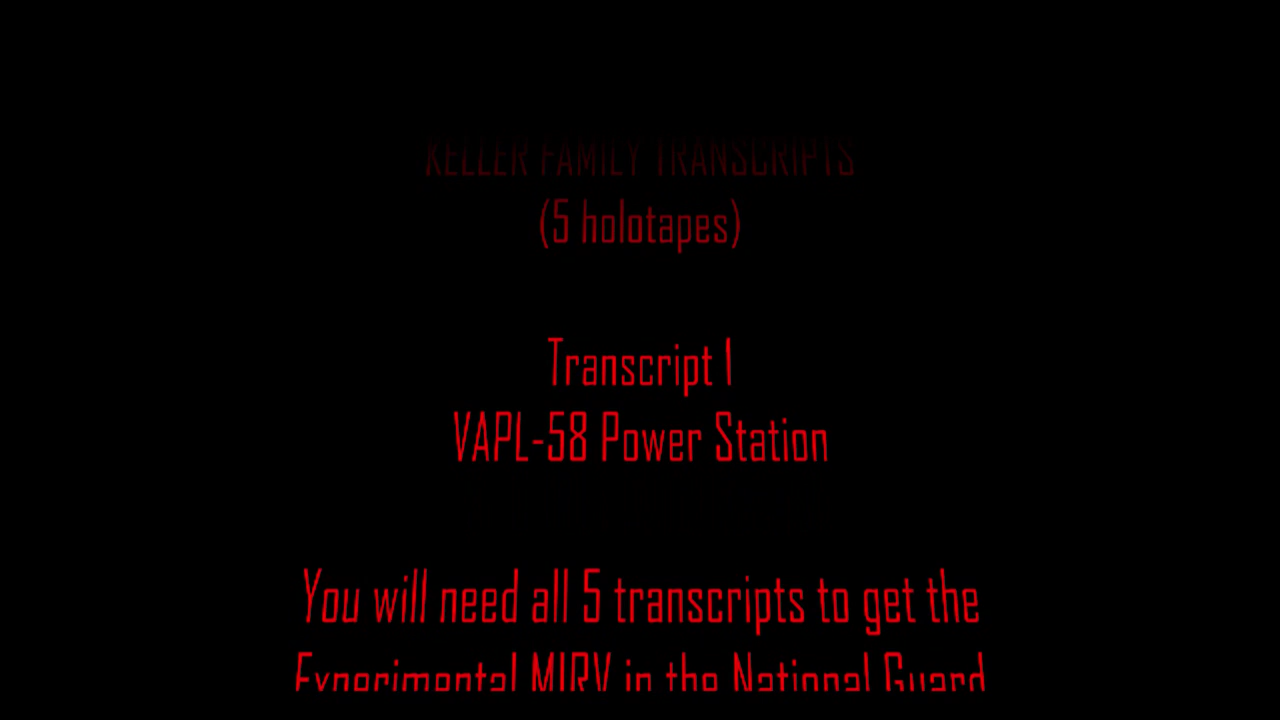 KELLER FAMILY TRANSCRIPTS
(5 holotapes)
Transcript 1
VAPL-58 Power Station
You will need all 5 transcripts to get the
Experimental MIRV in the National Guard